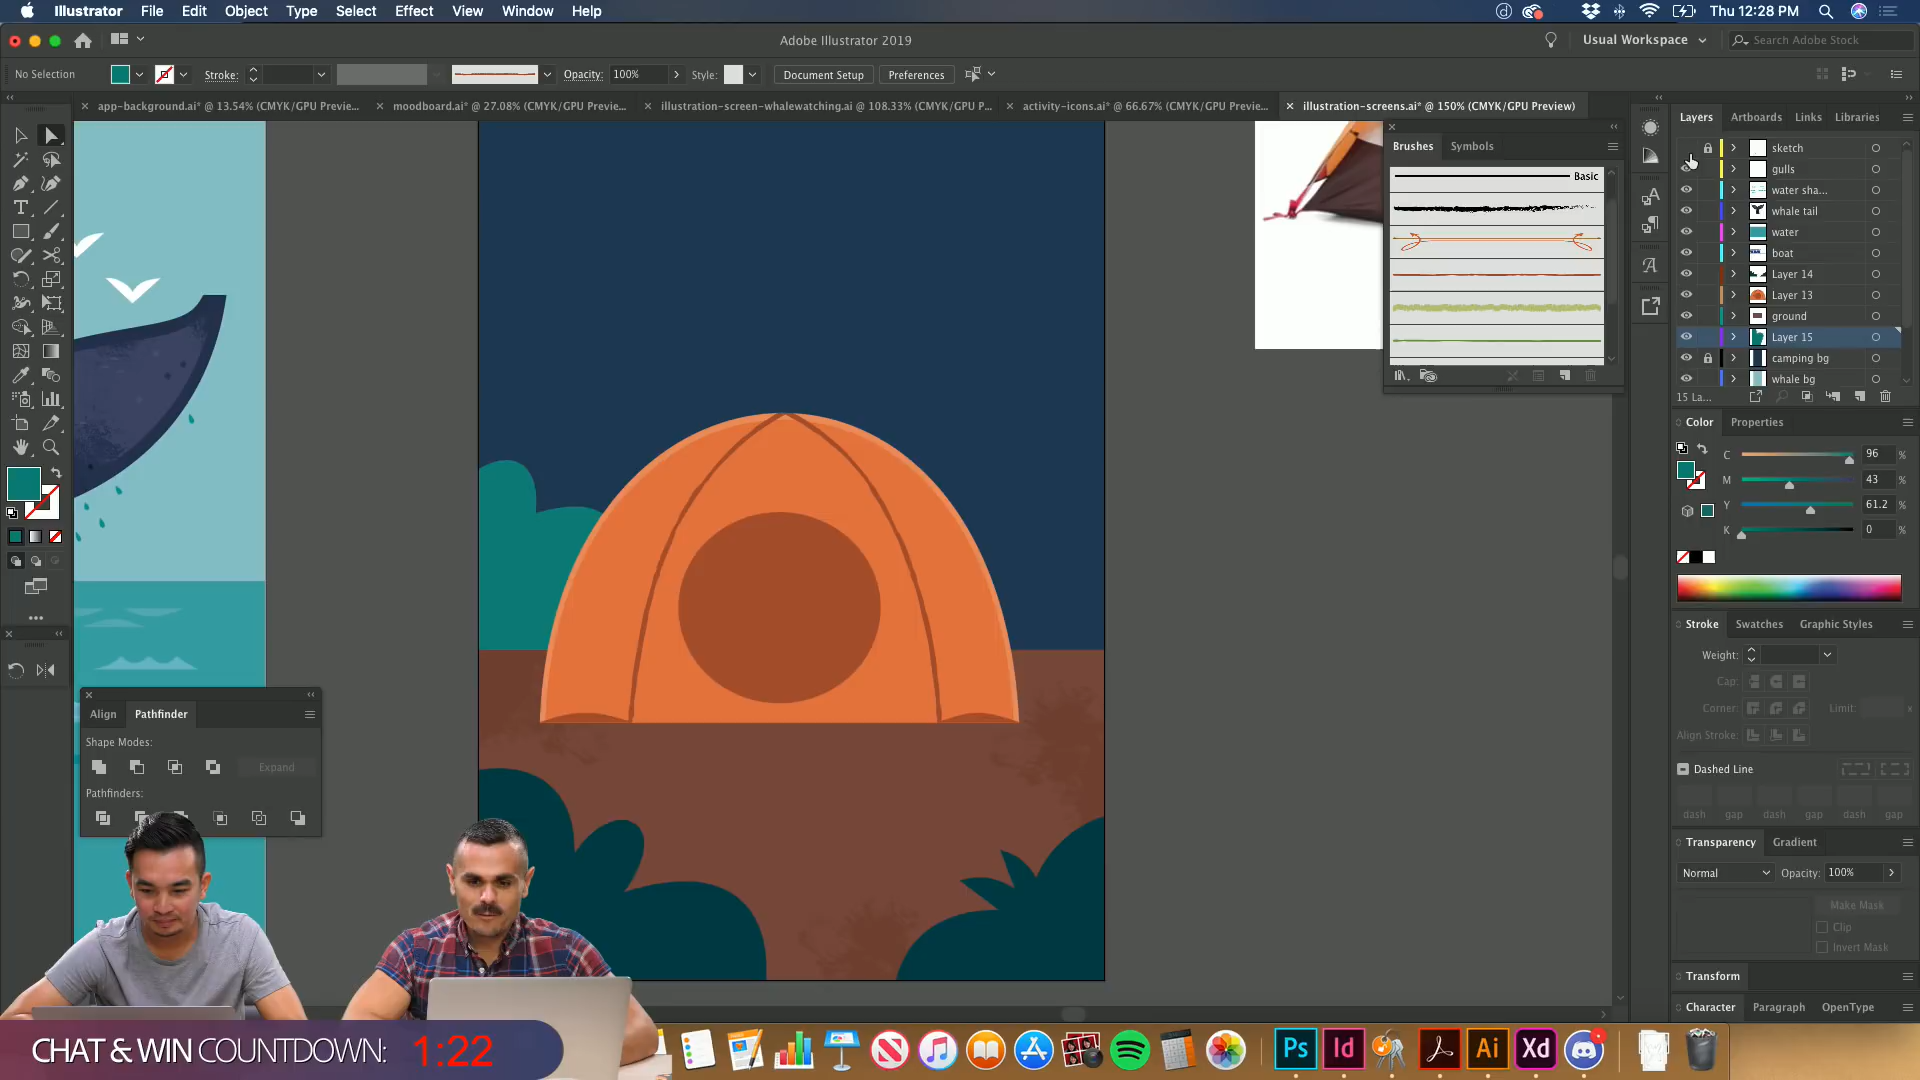 Illustrator File Edit Object Type Select Effect View Window Help Thu 12:28 PM
Adobe Illustrator 2019 Usual Workspace Search Adobe Stock
No Selection Stroke: Opacity: 100% Style: Document Setup Preferences
app-background.ai* @ 13.54% (CMYK/GPU Previe... moodboard.ai* @ 27.08% (CMYK/GPU Previe... illustration-screen-whalewatching.ai @ 108.33% (CMYK/GPU P... activity-icons.ai* @ 66.67% (CMYK/GPU Previe... illustration-screens.ai* @ 150% (CMYK/GPU Preview)
Layers Artboards Links Libraries
Brushes Symbols
Basic
sketch
gulls
water sha...
whale tail
water
boat
Layer 14
Layer 13
ground
Layer 15
camping bg
whale bg
15 La...
Color Properties
C 96 %
M 43 %
Y 61.2 %
K 0 %
Stroke Swatches Graphic Styles
Weight:
Cap:
Corner: Limit: x
Align Stroke:
Dashed Line
dash gap dash gap dash gap
Transparency Gradient
Normal Opacity: 100%
Make Mask
Clip
Invert Mask
Transform
Character Paragraph OpenType
Align Pathfinder
Shape Modes:
Expand
Pathfinders:
CHAT & WIN COUNTDOWN: 1:22
Ps Id Ai Xd